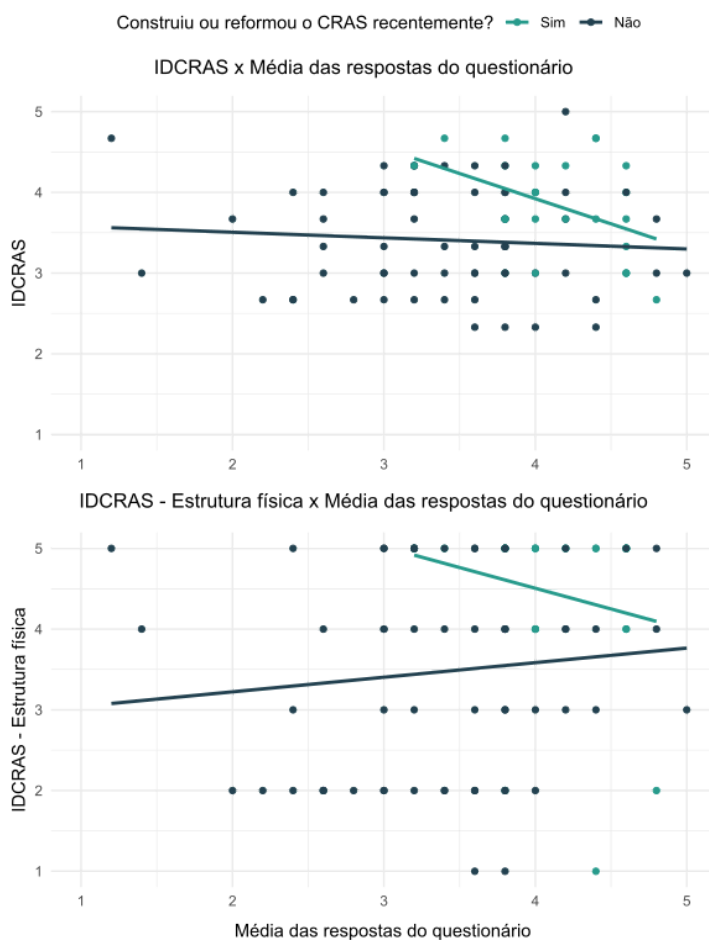 Construiu ou reformou o CRAS recentemente? Sim Não
IDCRAS x Média das respostas do questionário
5
4
3
2
1
IDCRAS
1 2 3 4 5
IDCRAS - Estrutura física x Média das respostas do questionário
5
4
3
2
1
IDCRAS - Estrutura física
1 2 3 4 5
Média das respostas do questionário